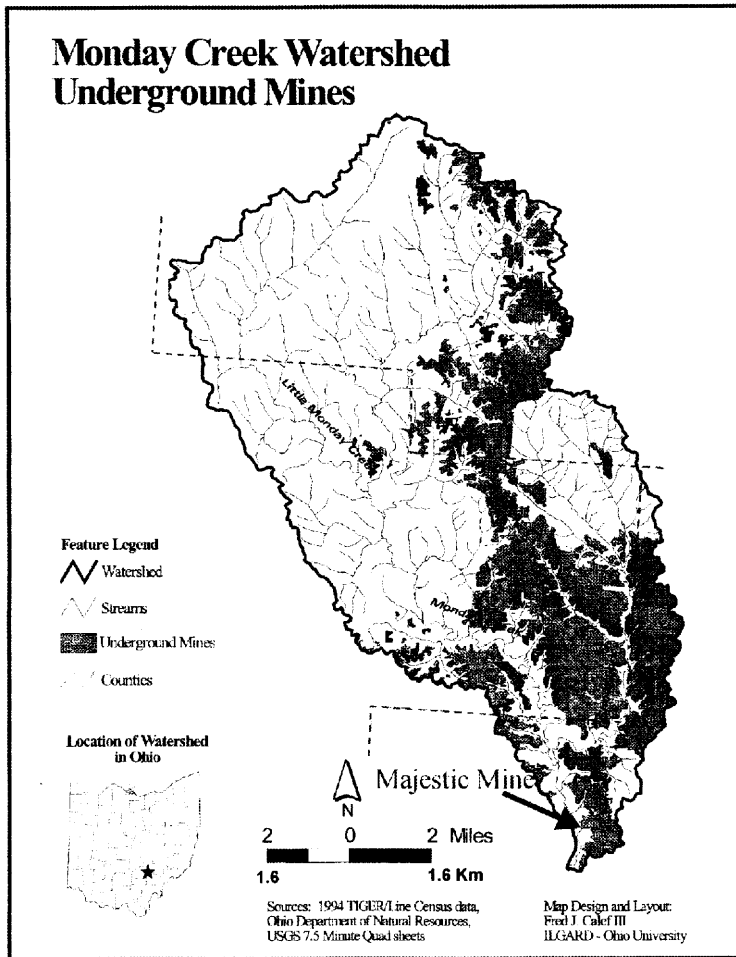 Monday Creek Watershed
Underground Mines
Little Monday Creek
Monday
Feature Legend
Watershed
Streams
Underground Mines
Counties
Location of Watershed
in Ohio
Majestic Mine
N
2 0 2 Miles
1.6 1.6 Km
Sources: 1994 TIGER/Line Census data,
Ohio Department of Natural Resources,
USGS 7.5 Minute Quad sheets
Map Design and Layout:
Fred J. Calef III
ILGARD - Ohio University